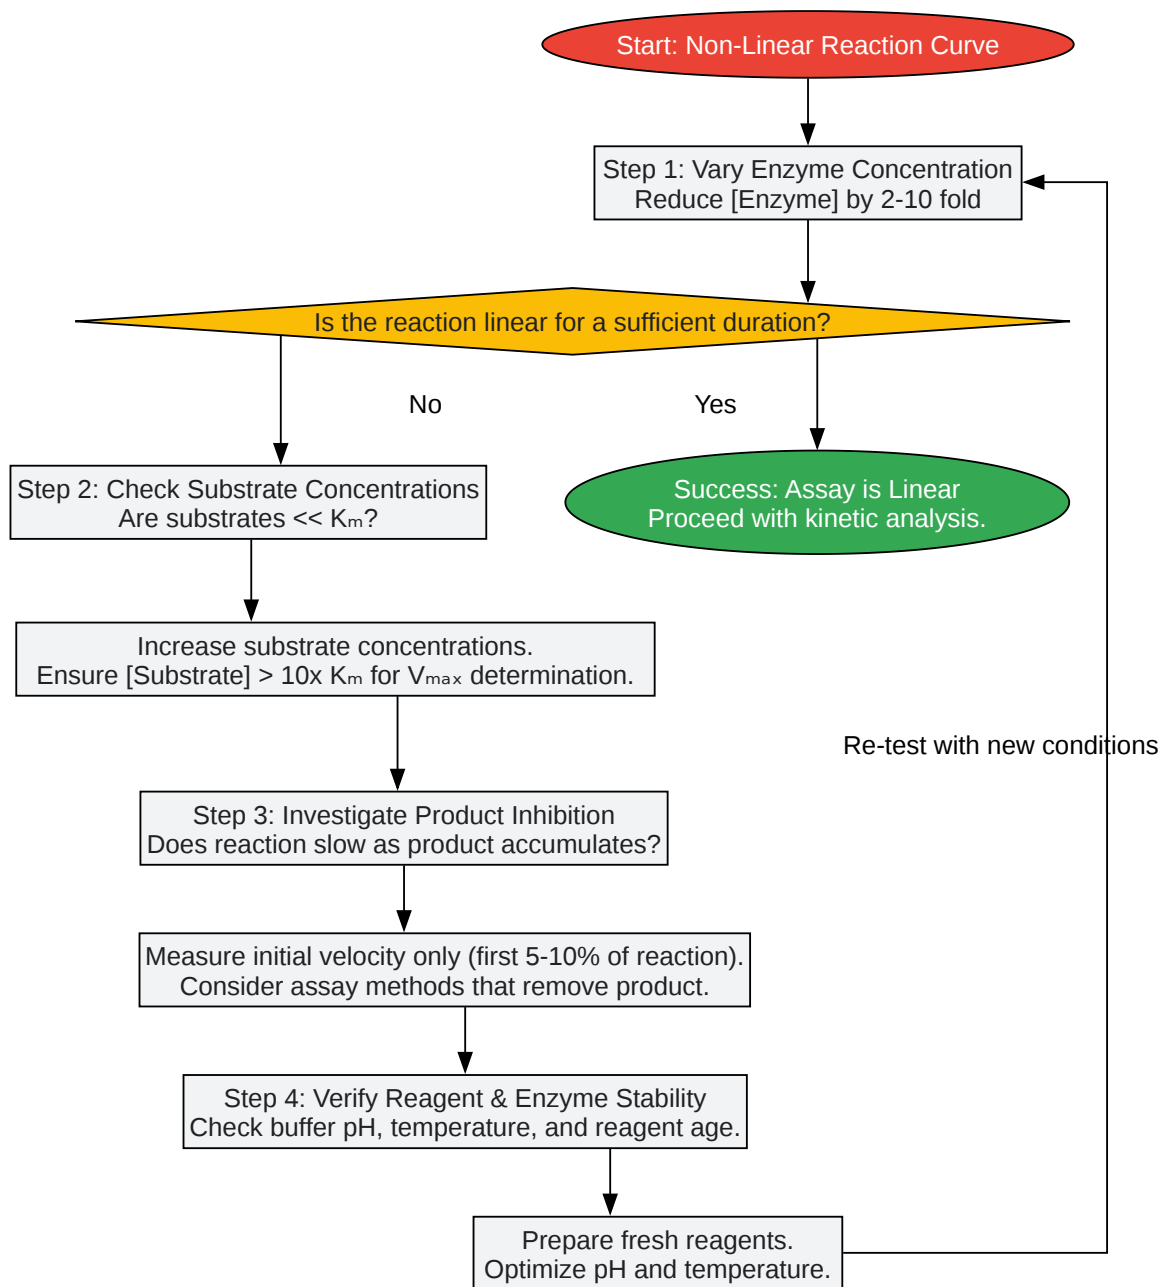 Start: Non-Linear Reaction Curve
Step 1: Vary Enzyme Concentration
Reduce [Enzyme] by 2-10 fold
Is the reaction linear for a sufficient duration?
No
Yes
Step 2: Check Substrate Concentrations
Are substrates << Kₘ?
Success: Assay is Linear
Proceed with kinetic analysis.
Increase substrate concentrations.
Ensure [Substrate] > 10x Kₘ for Vₘₐₓ determination.
Re-test with new conditions
Step 3: Investigate Product Inhibition
Does reaction slow as product accumulates?
Measure initial velocity only (first 5-10% of reaction).
Consider assay methods that remove product.
Step 4: Verify Reagent & Enzyme Stability
Check buffer pH, temperature, and reagent age.
Prepare fresh reagents.
Optimize pH and temperature.